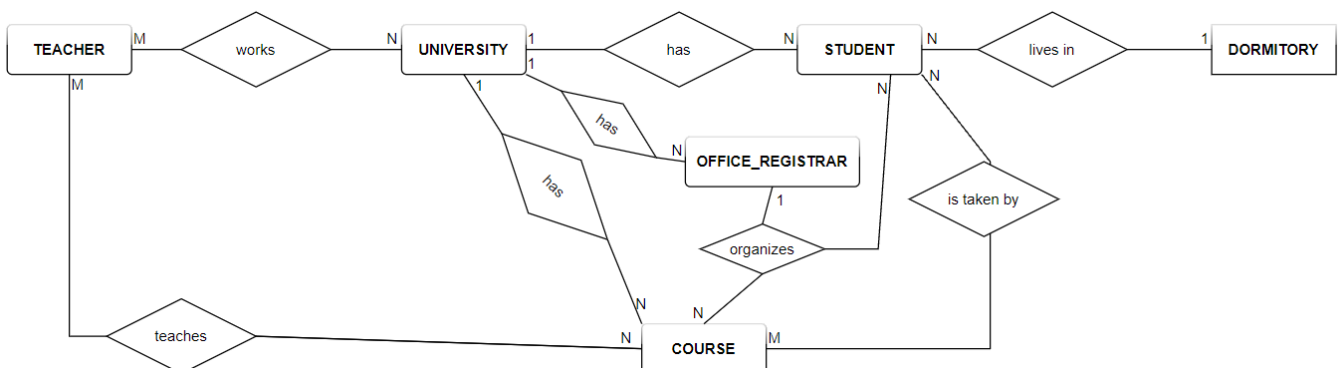 TEACHER
M
works
N
UNIVERSITY
1
has
N
STUDENT
N
lives in
1
DORMITORY
M
1
1
has
N
OFFICE_REGISTRAR
N
N
has
1
is taken by
organizes
N
N
teaches
N
COURSE
M